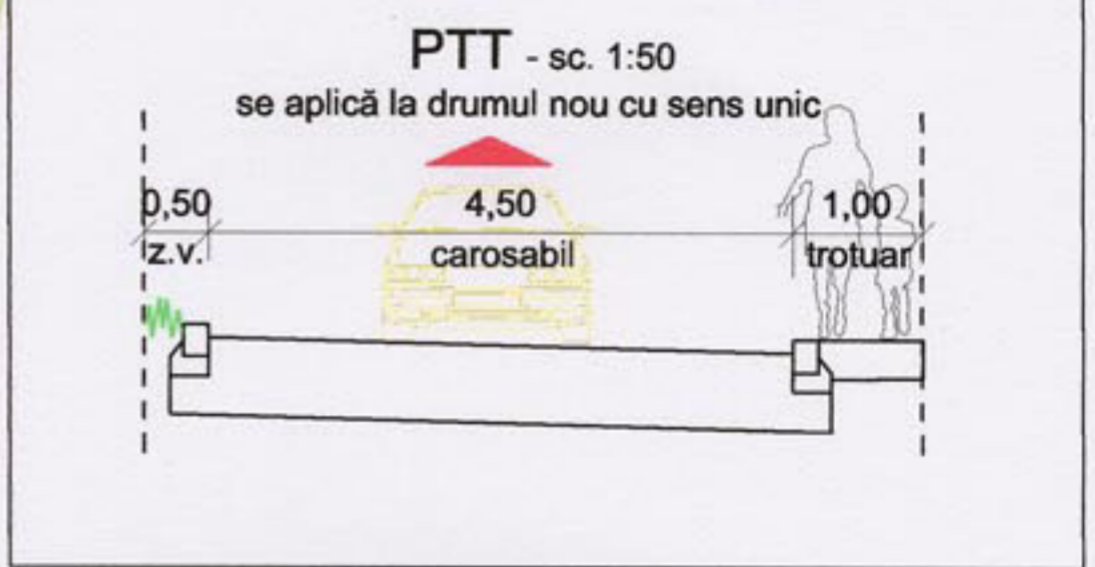 PTT - sc. 1:50
se aplică la drumul nou cu sens unic
0,50 4,50 1,00
z.v. carosabil trotuar